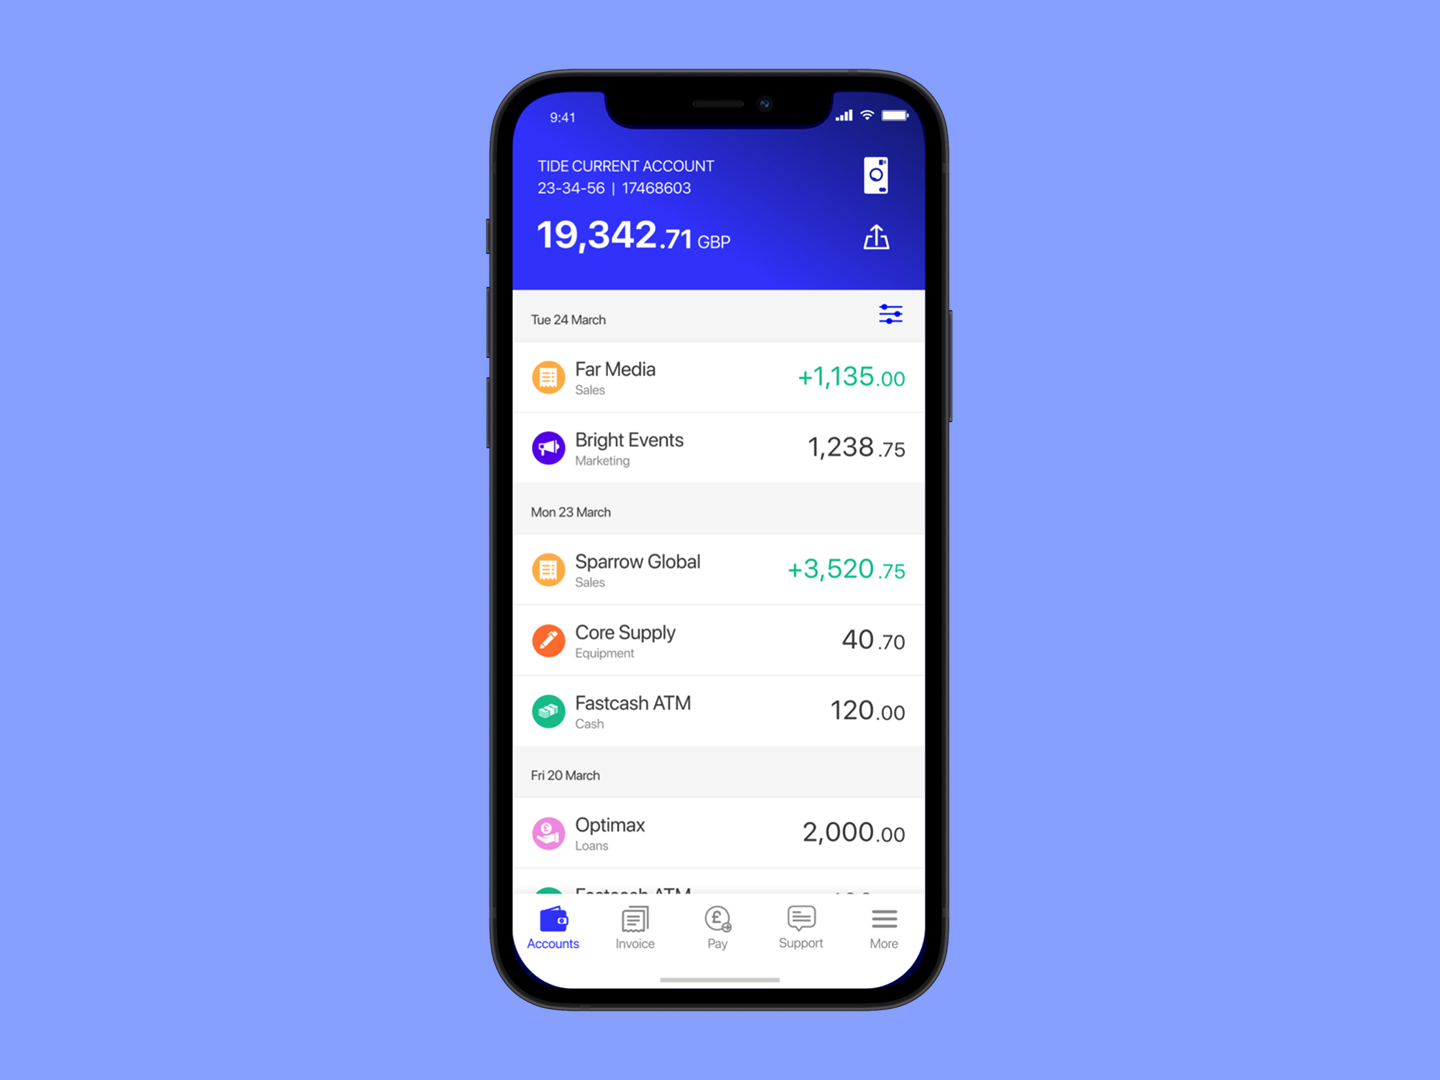 9:41
TIDE CURRENT ACCOUNT
23-34-56 | 17468603
19,342.71 GBP
Tue 24 March
Far Media
+1,135.00
Sales
Bright Events
1,238.75
Marketing
Mon 23 March
Sparrow Global
+3,520.75
Sales
Core Supply
40.70
Equipment
Fastcash ATM
120.00
Cash
Fri 20 March
Optimax
2,000.00
Loans
Fastcash ATM
Accounts
Invoice
Pay
Support
More